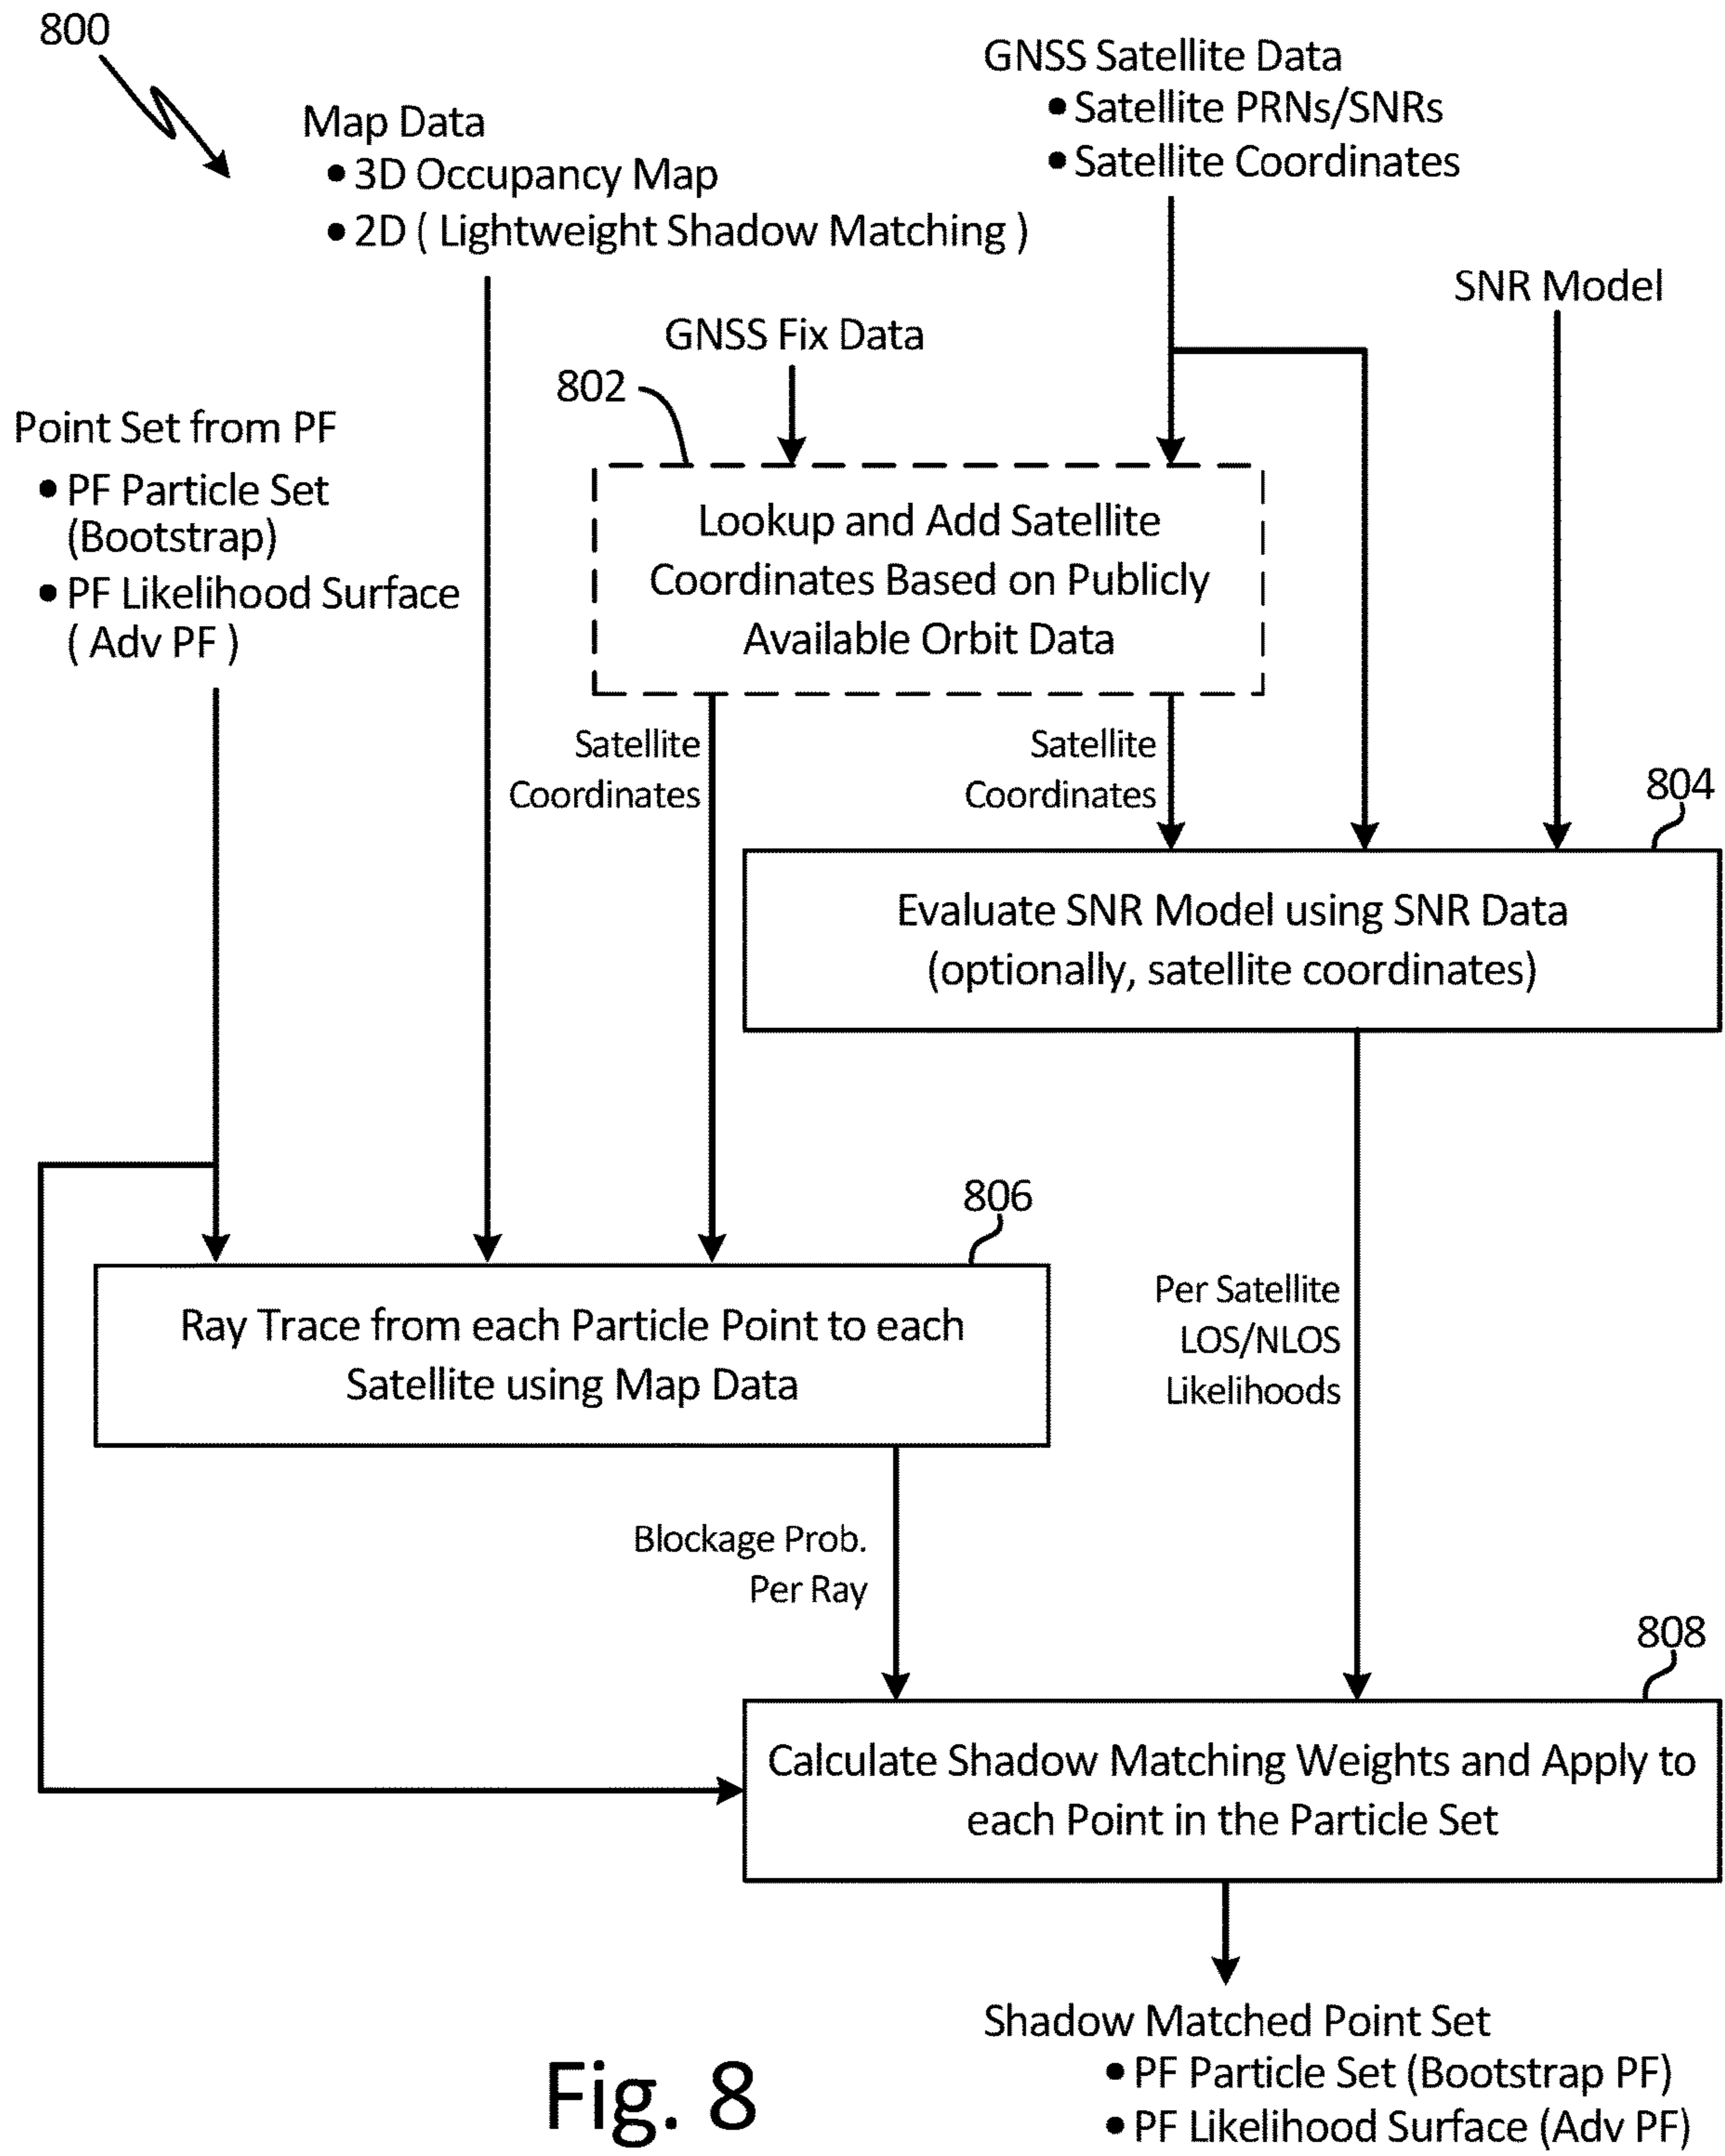 800
GNSS Satellite Data
• Satellite PRNs/SNRs
• Satellite Coordinates
Map Data
• 3D Occupancy Map
• 2D ( Lightweight Shadow Matching )
SNR Model
GNSS Fix Data
802
Point Set from PF
• PF Particle Set
(Bootstrap)
• PF Likelihood Surface
( Adv PF )
Lookup and Add Satellite
Coordinates Based on Publicly
Available Orbit Data
Satellite
Coordinates
Satellite
Coordinates
804
Evaluate SNR Model using SNR Data
(optionally, satellite coordinates)
806
Ray Trace from each Particle Point to each
Satellite using Map Data
Per Satellite
LOS/NLOS
Likelihoods
Blockage Prob.
Per Ray
808
Calculate Shadow Matching Weights and Apply to
each Point in the Particle Set
Shadow Matched Point Set
• PF Particle Set (Bootstrap PF)
• PF Likelihood Surface (Adv PF)
Fig. 8